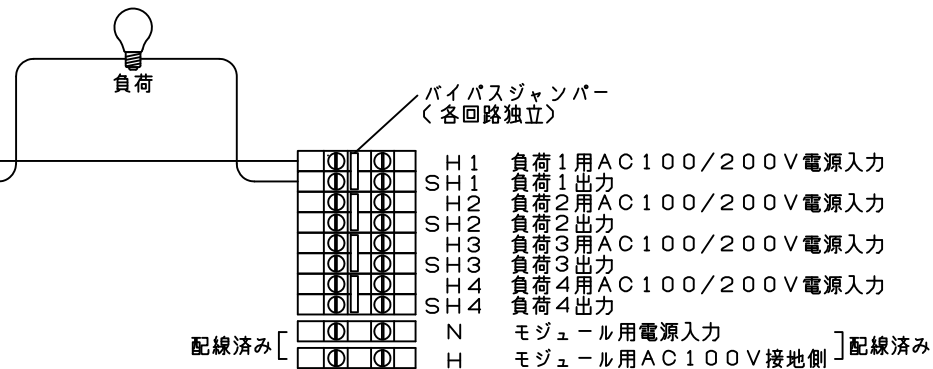 負荷
バイパスジャンパー
(各回路独立)
H1 負荷1用AC100/200V電源入力
SH1 負荷1出力
H2 負荷2用AC100/200V電源入力
SH2 負荷2出力
H3 負荷3用AC100/200V電源入力
SH3 負荷3出力
H4 負荷4用AC100/200V電源入力
SH4 負荷4出力
配線済み N モジュール用電源入力 配線済み
H モジュール用AC100V接地側